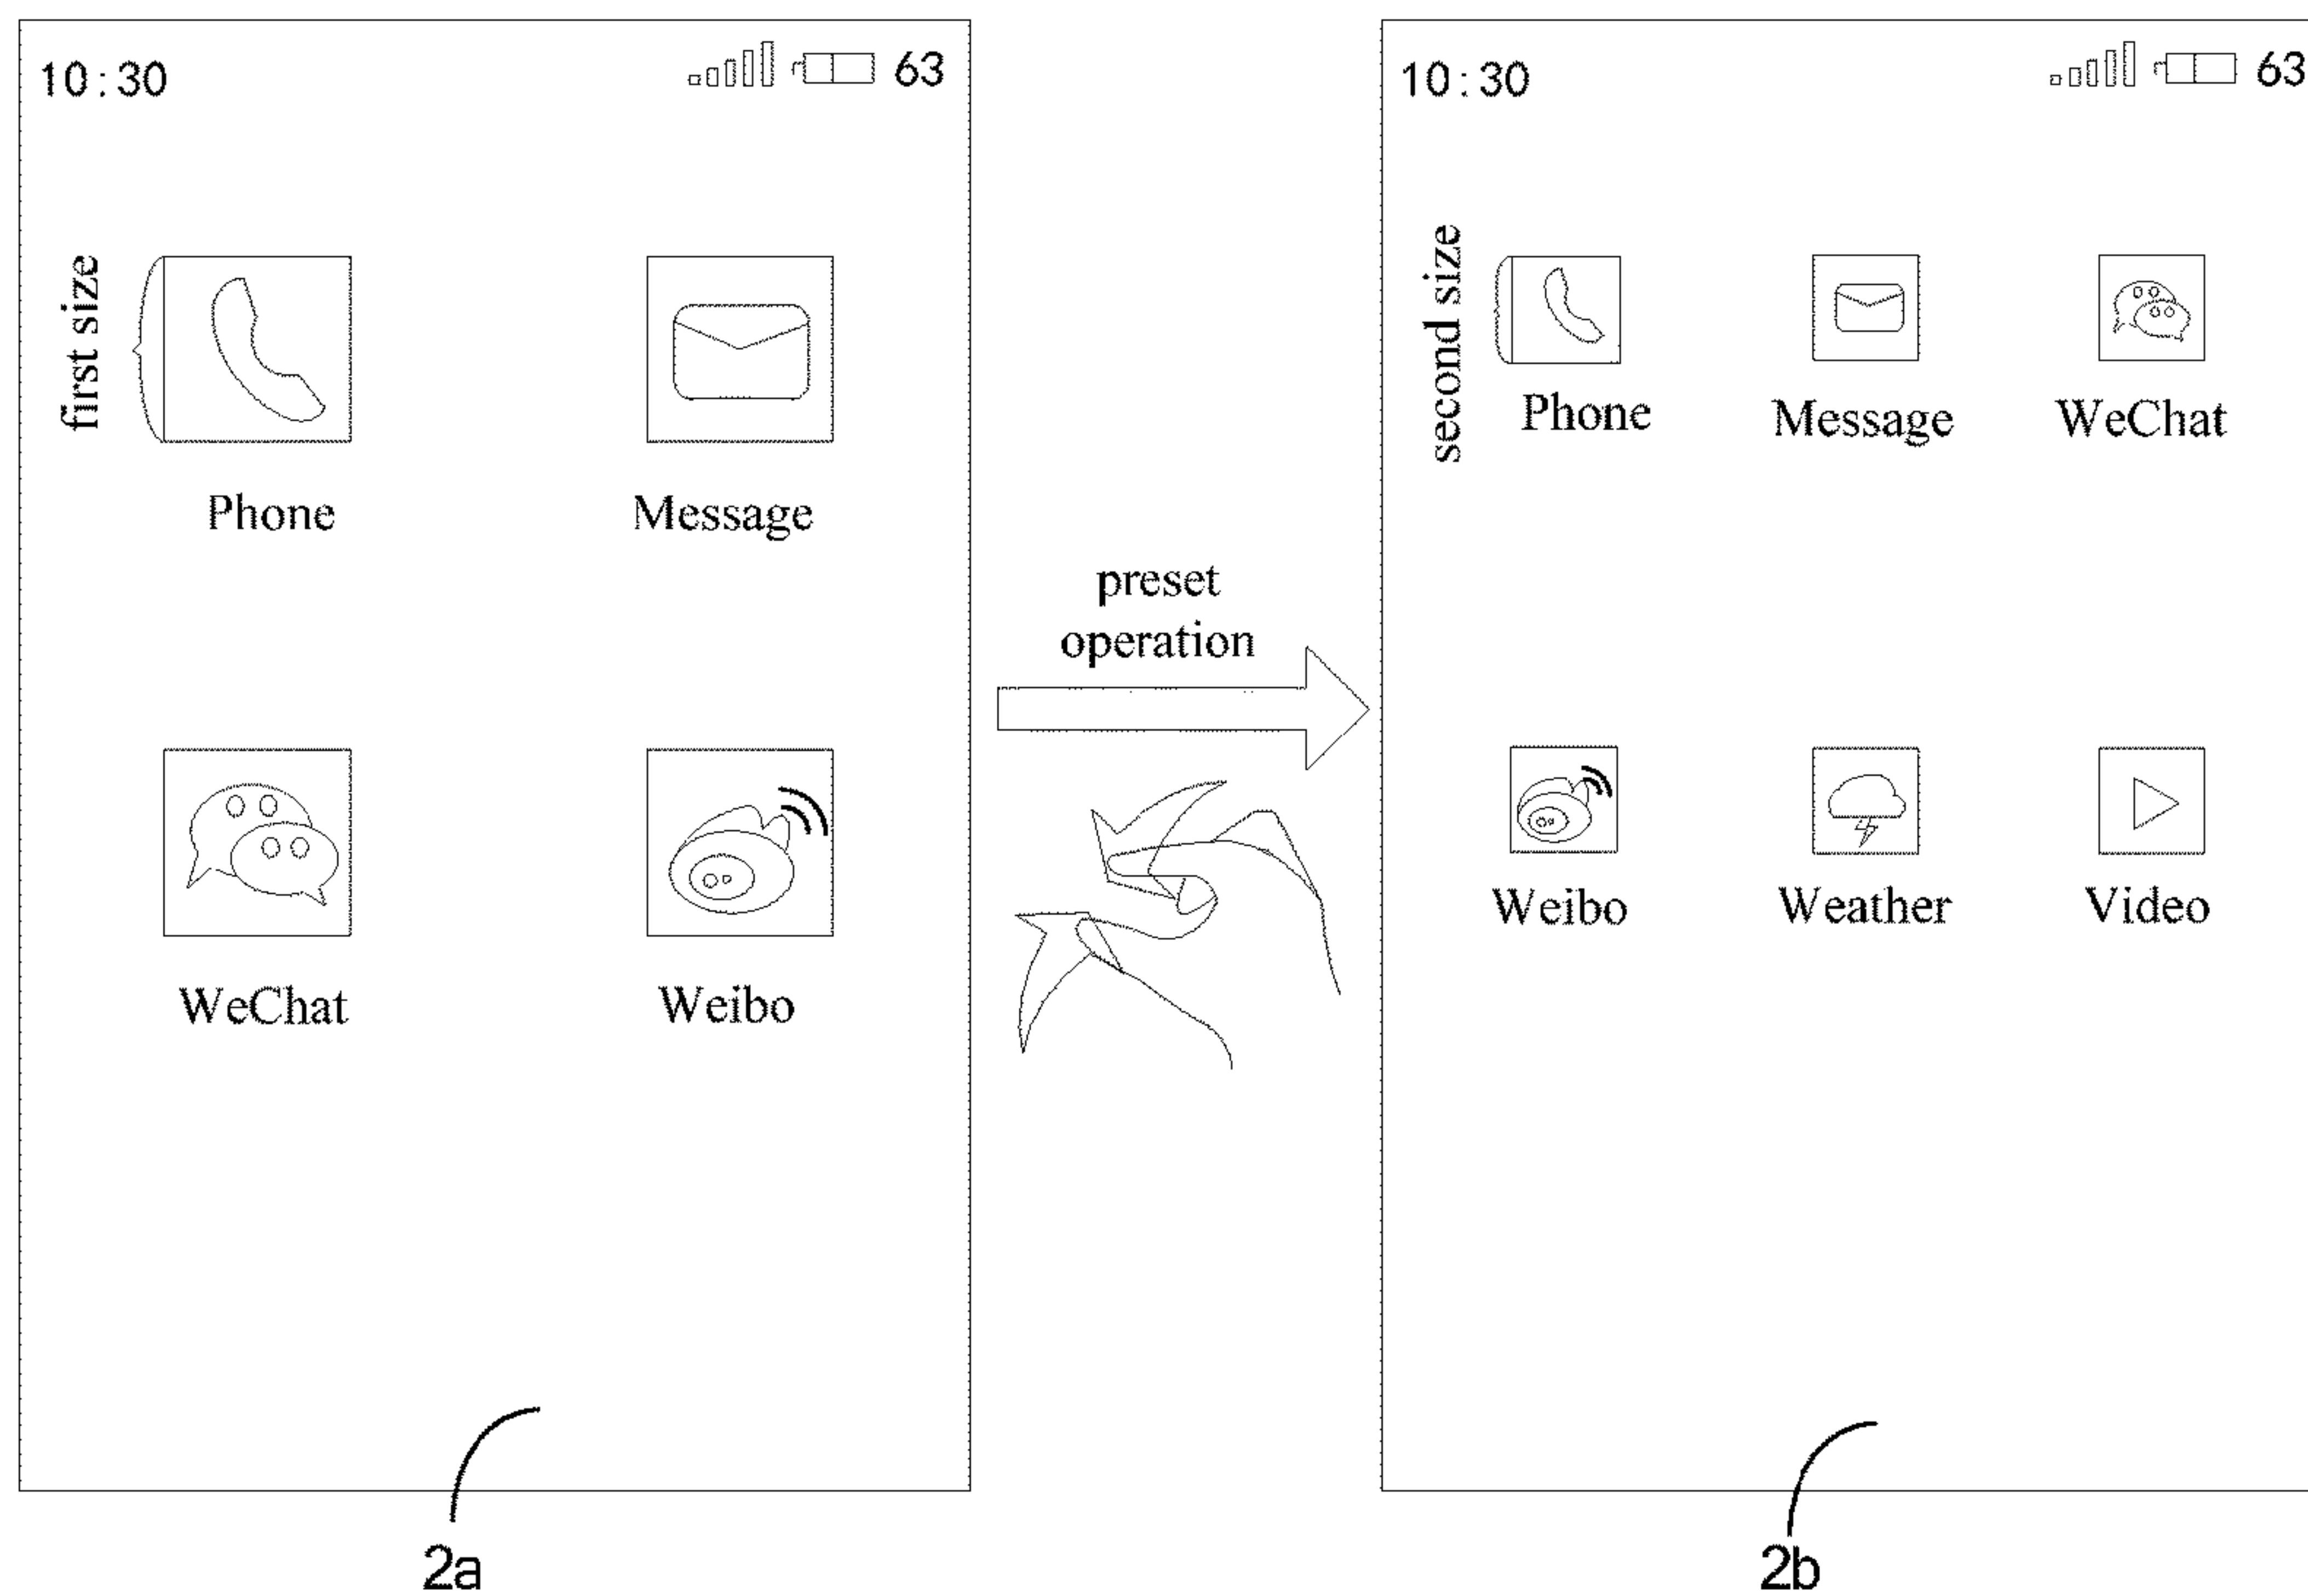 10:30 63
first size
Phone Message
WeChat Weibo
2a
preset
operation
10:30 63
second size
Phone Message WeChat
Weibo Weather Video
2b